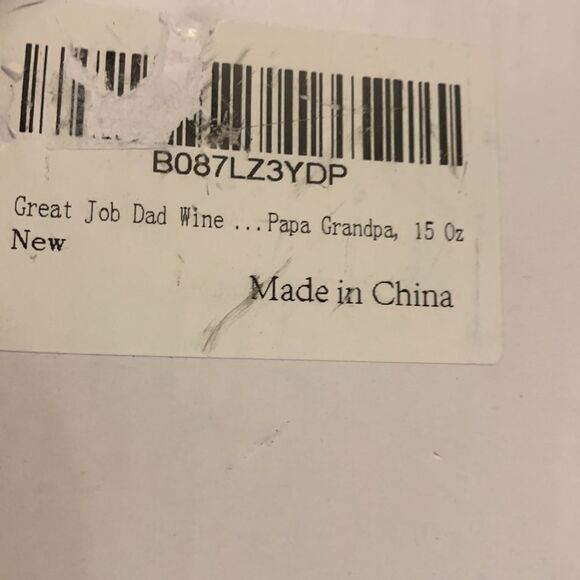 B087LZ3YDP
Great Job Dad Wine ...Papa Grandpa, 15 Oz
New
Made in China